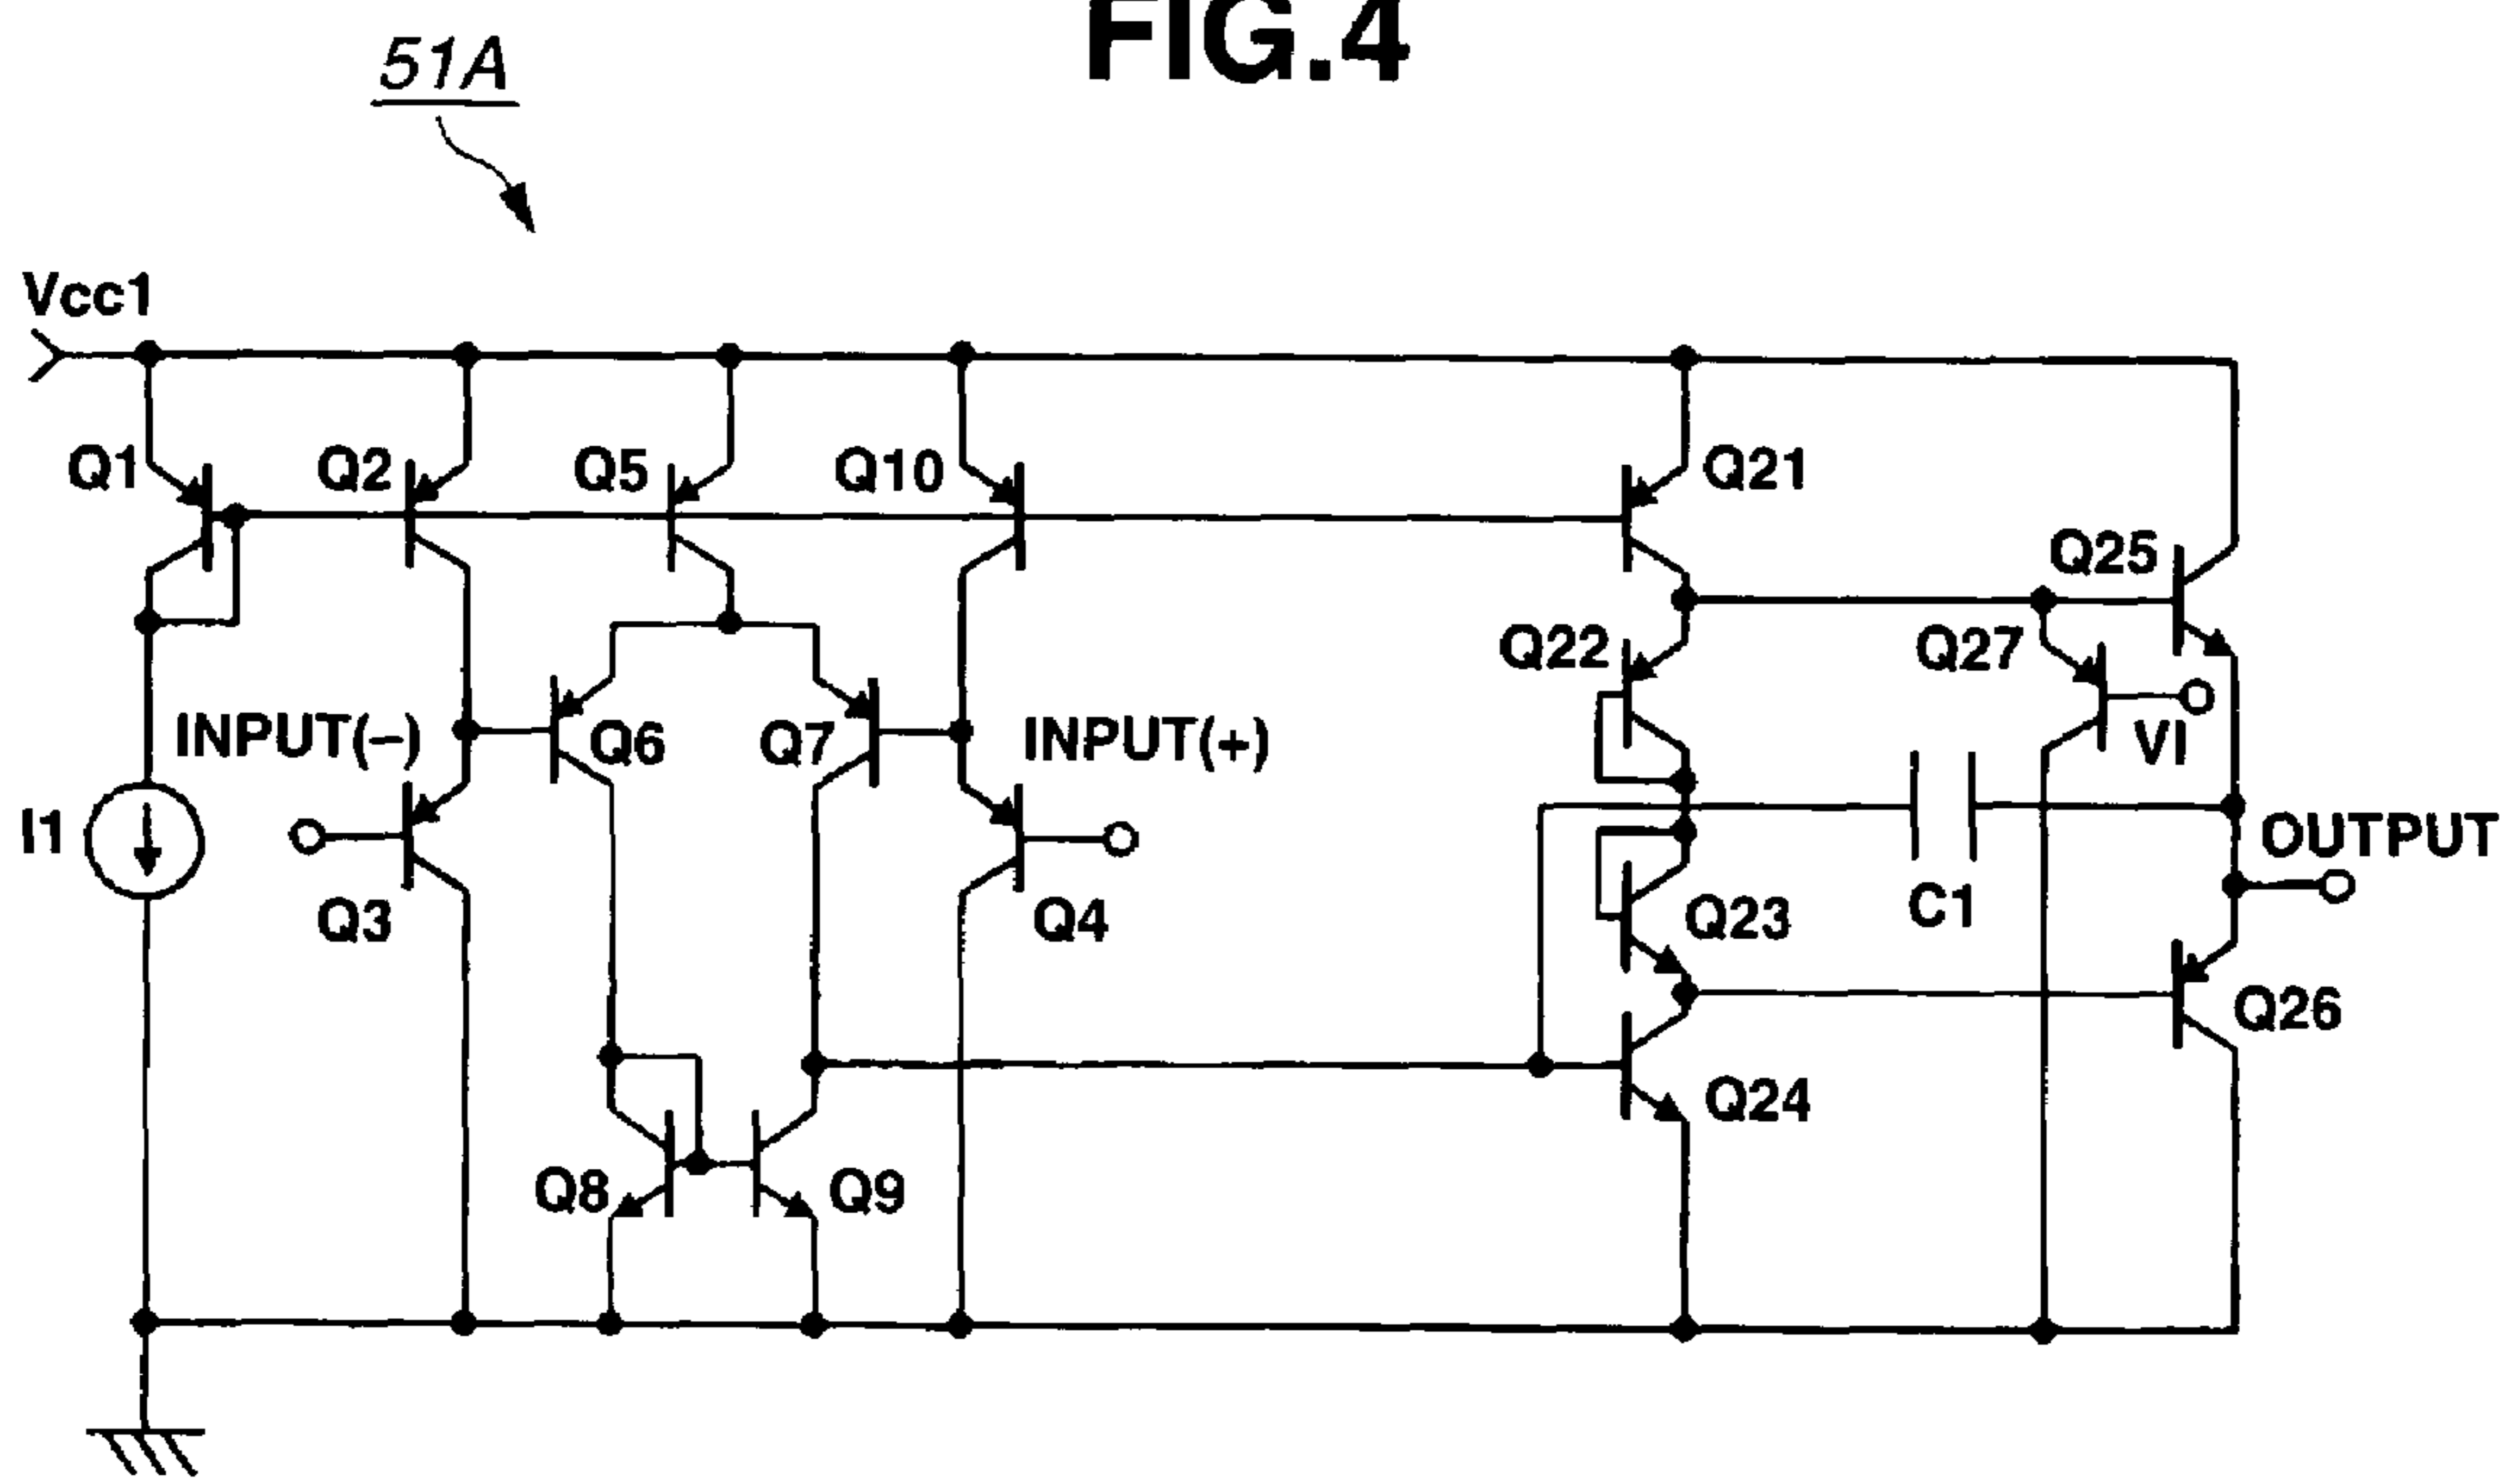 FIG.4
51A
Vcc1
Q1
Q2
Q5
Q10
Q21
Q25
Q22
Q27
INPUT(−)
Q6
Q7
INPUT(+)
VI
I1
OUTPUT
Q3
Q4
Q23
C1
Q26
Q24
Q8
Q9